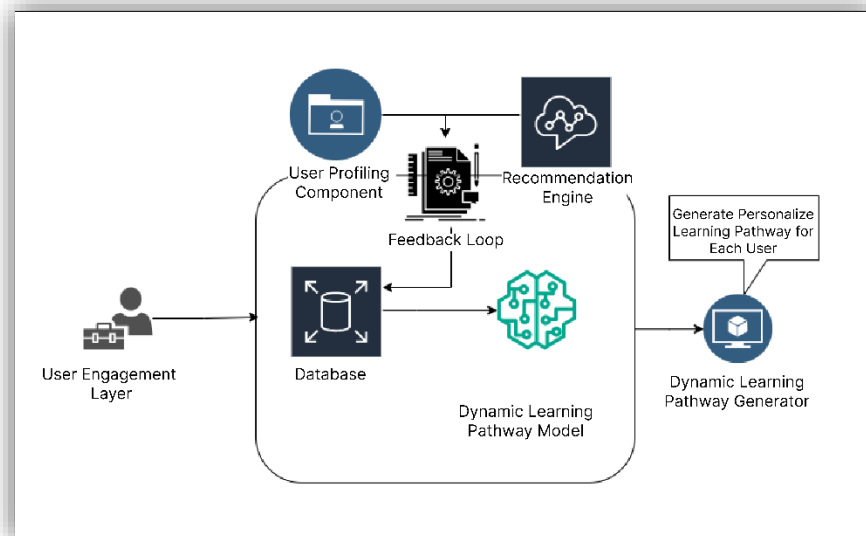 User Profiling
Component
Recommendation
Engine
Feedback Loop
Generate Personalize
Learning Pathway for
Each User
User Engagement
Layer
Database
Dynamic Learning
Pathway Model
Dynamic Learning
Pathway Generator